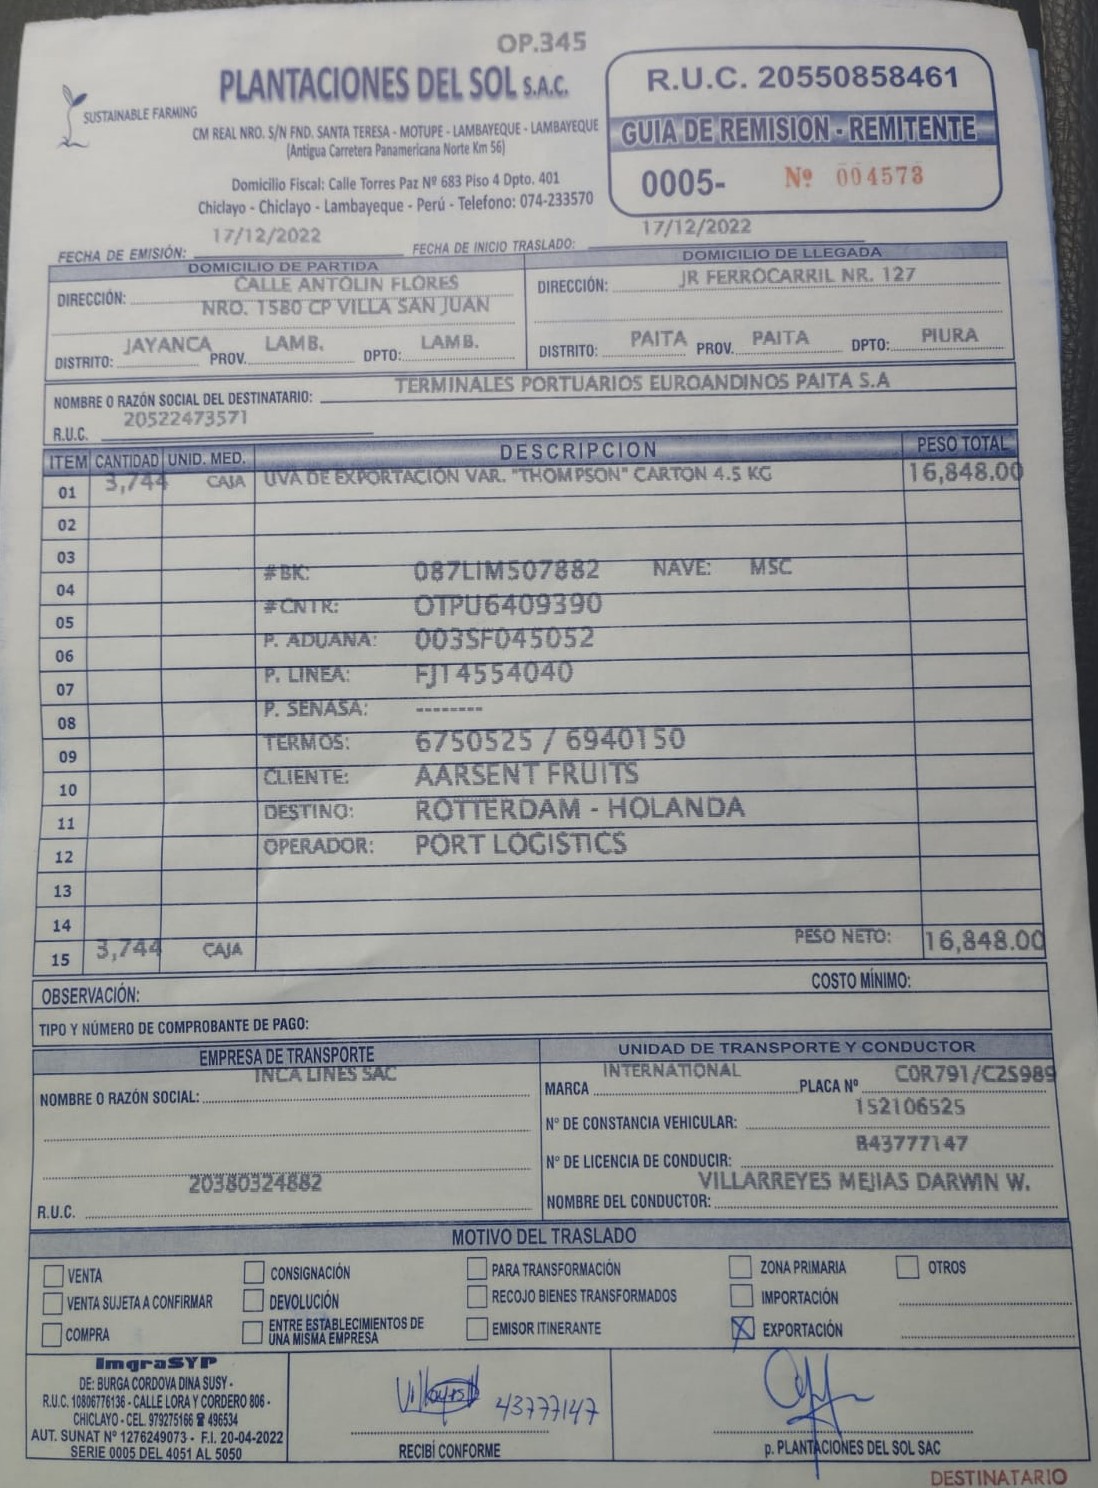 OP.345
SUSTAINABLE FARMING
PLANTACIONES DEL SOL S.A.C.
CM REAL NRO. S/N FND. SANTA TERESA - MOTUPE - LAMBAYEQUE - LAMBAYEQUE
(Antigua Carretera Panamericana Norte Km 56)
Domicilio Fiscal: Calle Torres Paz Nº 683 Piso 4 Dpto. 401
Chiclayo - Chiclayo - Lambayeque - Perú - Telefono: 074-233570
R.U.C. 20550858461
GUIA DE REMISION - REMITENTE
0005- Nº 004573
FECHA DE EMISIÓN: 17/12/2022 FECHA DE INICIO TRASLADO: 17/12/2022
DOMICILIO DE PARTIDA
DIRECCIÓN: CALLE ANTOLIN FLORES
NRO. 1580 CP VILLA SAN JUAN
DISTRITO: JAYANCA PROV. LAMB. DPTO: LAMB.
DOMICILIO DE LLEGADA
DIRECCIÓN: JR FERROCARRIL NR. 127
DISTRITO: PAITA PROV. PAITA DPTO: PIURA
NOMBRE O RAZÓN SOCIAL DEL DESTINATARIO: TERMINALES PORTUARIOS EUROANDINOS PAITA S.A
R.U.C. 20522473571
ITEM CANTIDAD UNID. MED. DESCRIPCION PESO TOTAL
01 3,744 CAJA UVA DE EXPORTACION VAR. "THOMPSON" CARTON 4.5 KG 16,848.00
02
03
04 #BK: 087LIM507882 NAVE: MSC
05 #CNTR: OTPU6409390
06 P. ADUANA: 003SF045052
07 P. LINEA: FJ14554040
08 P. SENASA: --------
09 TERMOS: 6750525 / 6940150
10 CLIENTE: AARSENT FRUITS
11 DESTINO: ROTTERDAM - HOLANDA
12 OPERADOR: PORT LOGISTICS
13
14
15 3,744 CAJA PESO NETO: 16,848.00
OBSERVACIÓN: COSTO MÍNIMO:
TIPO Y NÚMERO DE COMPROBANTE DE PAGO:
EMPRESA DE TRANSPORTE
NOMBRE O RAZÓN SOCIAL: INCA LINES SAC
R.U.C. 20380324882
UNIDAD DE TRANSPORTE Y CONDUCTOR
MARCA INTERNATIONAL PLACA Nº C0R791/C2S989
Nº DE CONSTANCIA VEHICULAR: 152106525
Nº DE LICENCIA DE CONDUCIR: B43777147
NOMBRE DEL CONDUCTOR: VILLARREYES MEJIAS DARWIN W.
MOTIVO DEL TRASLADO
VENTA CONSIGNACIÓN PARA TRANSFORMACIÓN ZONA PRIMARIA OTROS
VENTA SUJETA A CONFIRMAR DEVOLUCIÓN RECOJO BIENES TRANSFORMADOS IMPORTACIÓN
COMPRA ENTRE ESTABLECIMIENTOS DE UNA MISMA EMPRESA EMISOR ITINERANTE X EXPORTACIÓN
ImgraSYP
DE: BURGA CORDOVA DINA SUSY -
R.U.C. 10806776136 - CALLE LORA Y CORDERO 806 -
CHICLAYO - CEL. 979275166 ☎ 496534
AUT. SUNAT Nº 1276249073 - F.I. 20-04-2022
SERIE 0005 DEL 4051 AL 5050
43777147
RECIBÍ CONFORME
p. PLANTACIONES DEL SOL SAC
DESTINATARIO